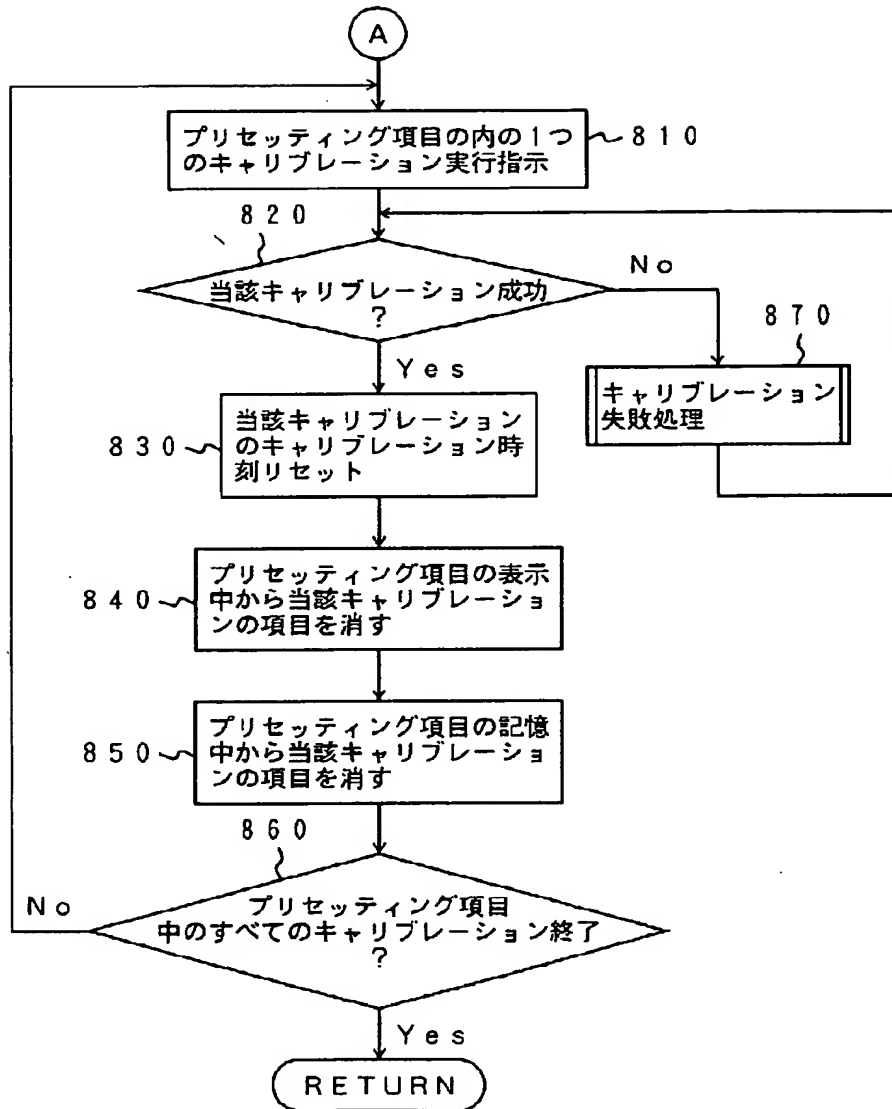 A
プリセッティング項目の内の1つ
のキャリブレーション実行指示
810
820
当該キャリブレーション成功
?
No
870
Yes
キャリブレーション
失敗処理
当該キャリブレーション
のキャリブレーション時
刻リセット
830
プリセッティング項目の表示
中から当該キャリブレーショ
ンの項目を消す
840
プリセッティング項目の記憶
中から当該キャリブレーショ
ンの項目を消す
850
860
No
プリセッティング項目
中のすべてのキャリブレーション終了
?
Yes
RETURN